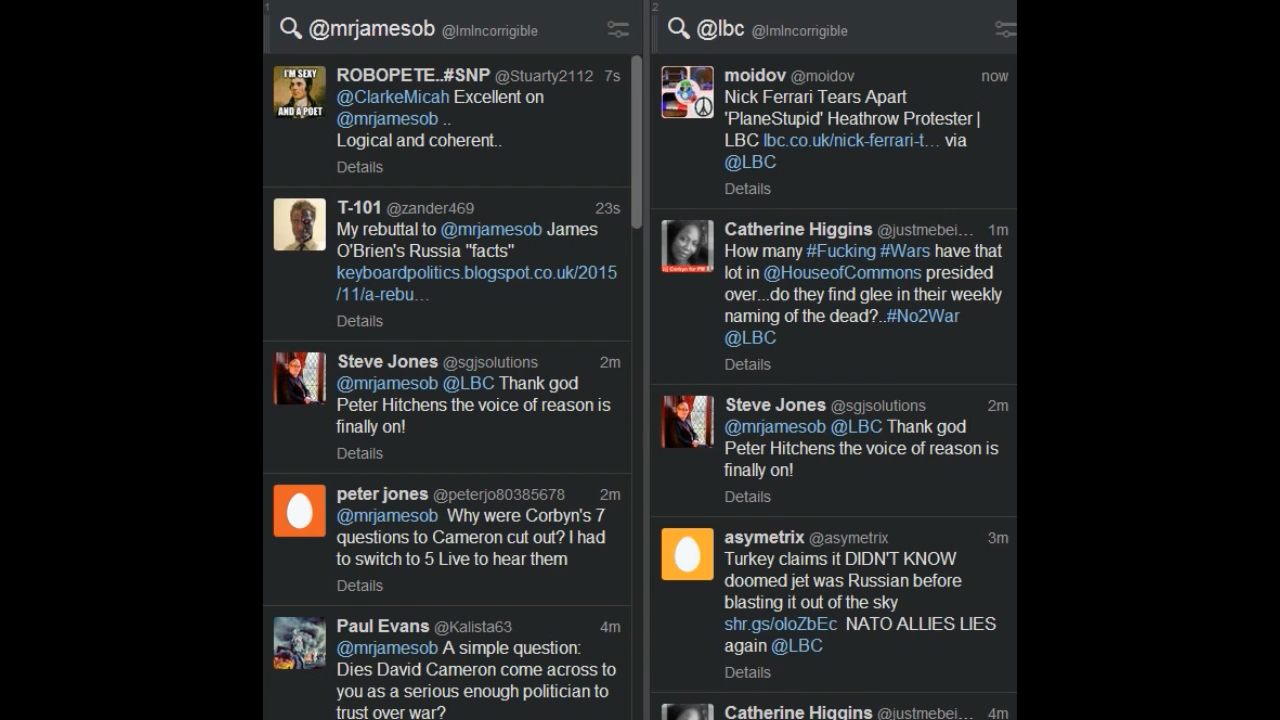 1
@mrjamesob @ImIncorrigible
I'M SEXY
AND A POET
ROBOPETE..#SNP @Stuarty2112 7s
@ClarkeMicah Excellent on
@mrjamesob ..
Logical and coherent..
Details
T-101 @zander469 23s
My rebuttal to @mrjamesob James
O'Brien's Russia "facts"
keyboardpolitics.blogspot.co.uk/2015
/11/a-rebu…
Details
Steve Jones @sgjsolutions 2m
@mrjamesob @LBC Thank god
Peter Hitchens the voice of reason is
finally on!
Details
peter jones @peterjo80385678 2m
@mrjamesob Why were Corbyn's 7
questions to Cameron cut out? I had
to switch to 5 Live to hear them
Details
Paul Evans @Kalista63 4m
@mrjamesob A simple question:
Dies David Cameron come across to
you as a serious enough politician to
trust over war?
2
@lbc @ImIncorrigible
moidov @moidov now
Nick Ferrari Tears Apart
'PlaneStupid' Heathrow Protester |
LBC lbc.co.uk/nick-ferrari-t… via
@LBC
Details
Catherine Higgins @justmebei… 1m
How many #Fucking #Wars have that
lot in @HouseofCommons presided
over...do they find glee in their weekly
naming of the dead?..#No2War
@LBC
Corbyn for PM
Details
Steve Jones @sgjsolutions 2m
@mrjamesob @LBC Thank god
Peter Hitchens the voice of reason is
finally on!
Details
asymetrix @asymetrix 3m
Turkey claims it DIDN'T KNOW
doomed jet was Russian before
blasting it out of the sky
shr.gs/oIoZbEc NATO ALLIES LIES
again @LBC
Details
Catherine Higgins @justmebei… 4m